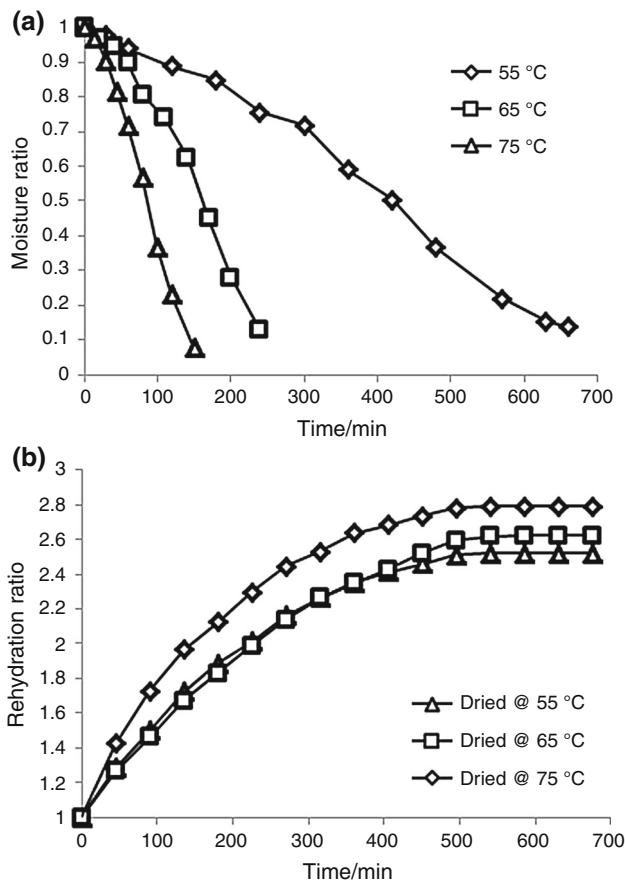 (a)
1
0.9
0.8
0.7
0.6
0.5
0.4
0.3
0.2
0.1
0
Moisture ratio
55 °C
65 °C
75 °C
0 100 200 300 400 500 600 700
Time/min
(b)
3
2.8
2.6
2.4
2.2
2
1.8
1.6
1.4
1.2
1
Rehydration ratio
Dried @ 55 °C
Dried @ 65 °C
Dried @ 75 °C
0 100 200 300 400 500 600 700
Time/min